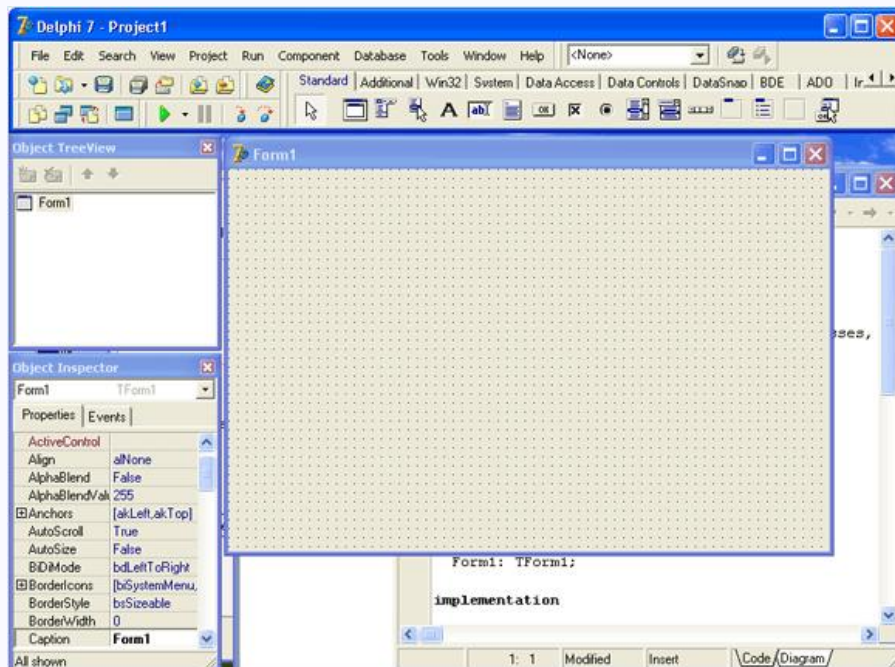 Delphi 7 - Project1
File Edit Search View Project Run Component Database Tools Window Help <None>
Standard Additional Win32 System Data Access Data Controls DataSnap BDE ADO
Object TreeView
Form1
Form1
Object Inspector
Form1 TForm1
Properties Events
ActiveControl
Align alNone
AlphaBlend False
AlphaBlendVal 255
Anchors [akLeft,akTop]
AutoScroll True
AutoSize False
BiDiMode bdLeftToRight
BorderIcons [biSystemMenu,
BorderStyle bsSizeable
BorderWidth 0
Caption Form1
All shown
sses,
Form1: TForm1;
implementation
1: 1 Modified Insert Code Diagram